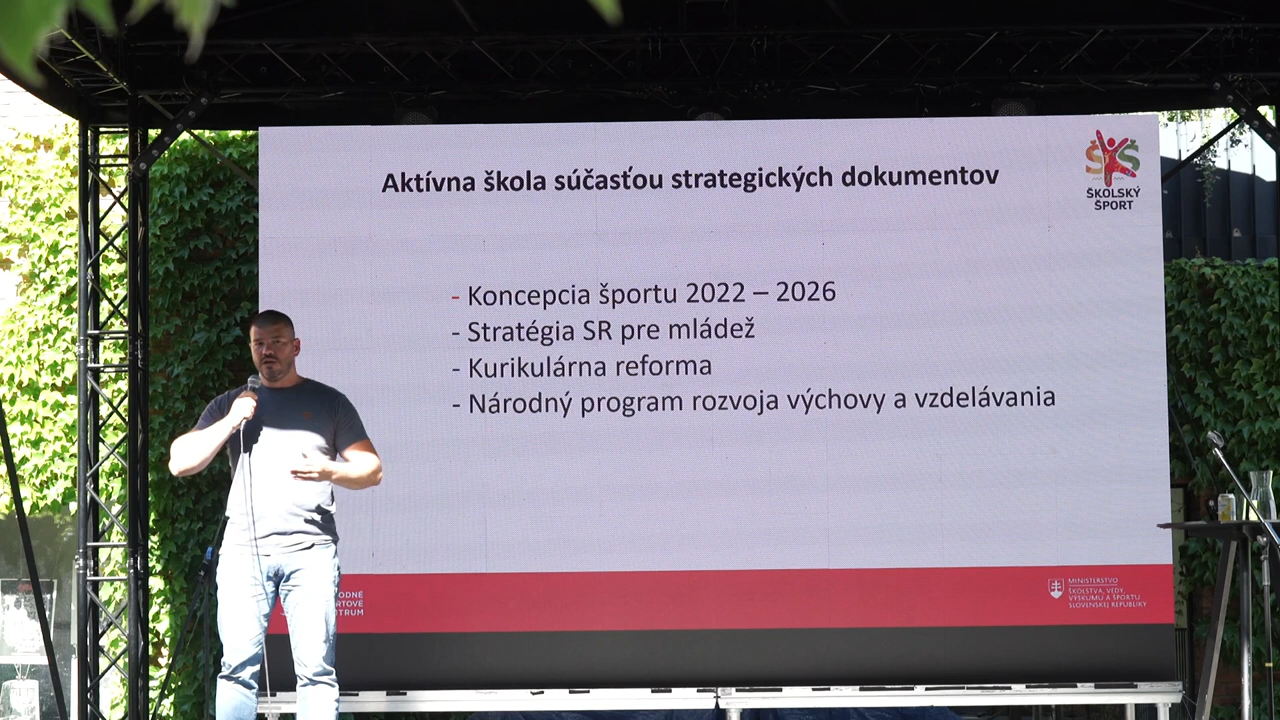 Aktívna škola súčasťou strategických dokumentov
ŠŠ
ŠKOLSKÝ
ŠPORT
- Koncepcia športu 2022 – 2026
- Stratégia SR pre mládež
- Kurikulárna reforma
- Národný program rozvoja výchovy a vzdelávania
MINISTERSTVO
ŠKOLSTVA, VEDY,
VÝSKUMU A ŠPORTU
SLOVENSKEJ REPUBLIKY